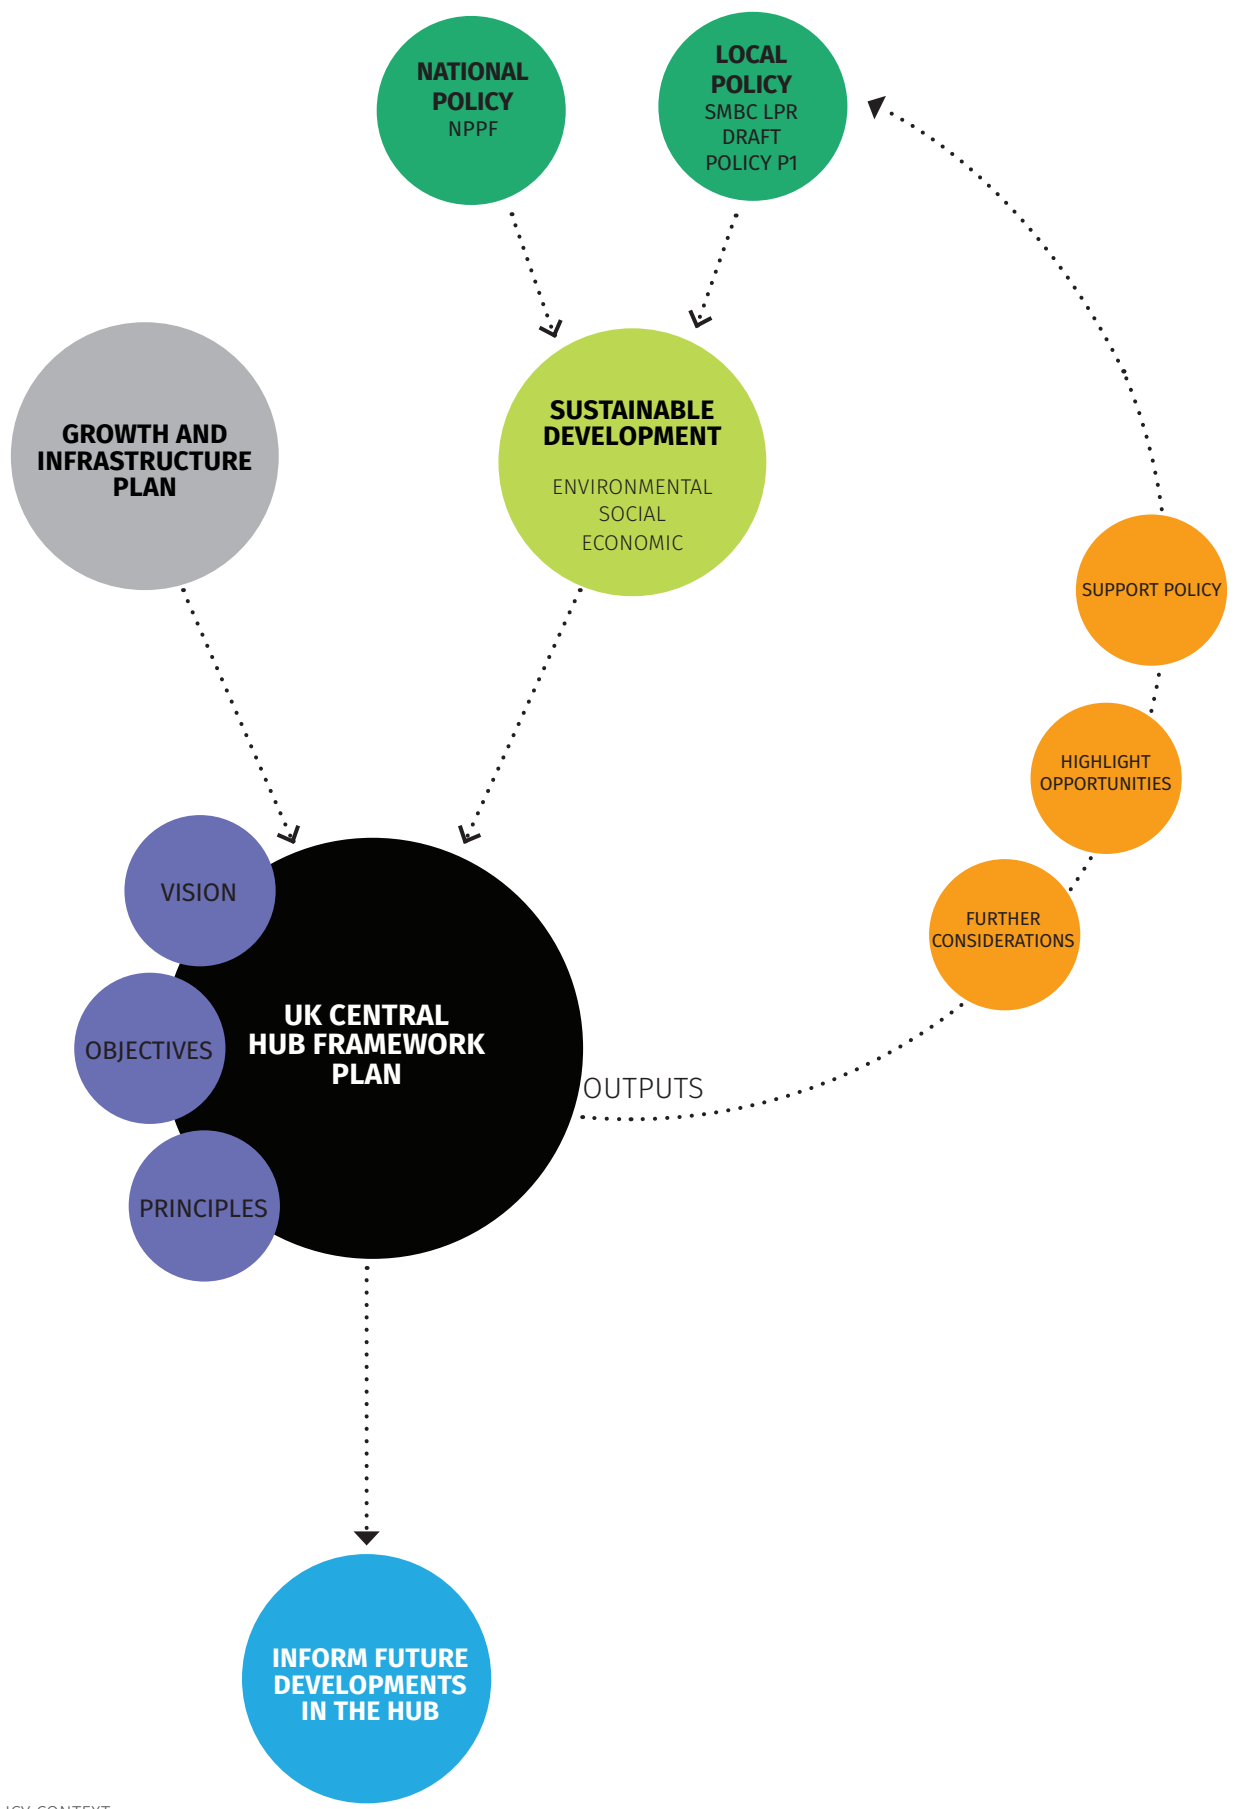 NATIONAL
POLICY
NPPF
LOCAL
POLICY
SMBC LPR
DRAFT
POLICY P1
GROWTH AND
INFRASTRUCTURE
PLAN
SUSTAINABLE
DEVELOPMENT
ENVIRONMENTAL
SOCIAL
ECONOMIC
SUPPORT POLICY
HIGHLIGHT
OPPORTUNITIES
FURTHER
CONSIDERATIONS
VISION
OBJECTIVES
PRINCIPLES
UK CENTRAL
HUB FRAMEWORK
PLAN
OUTPUTS
INFORM FUTURE
DEVELOPMENTS
IN THE HUB